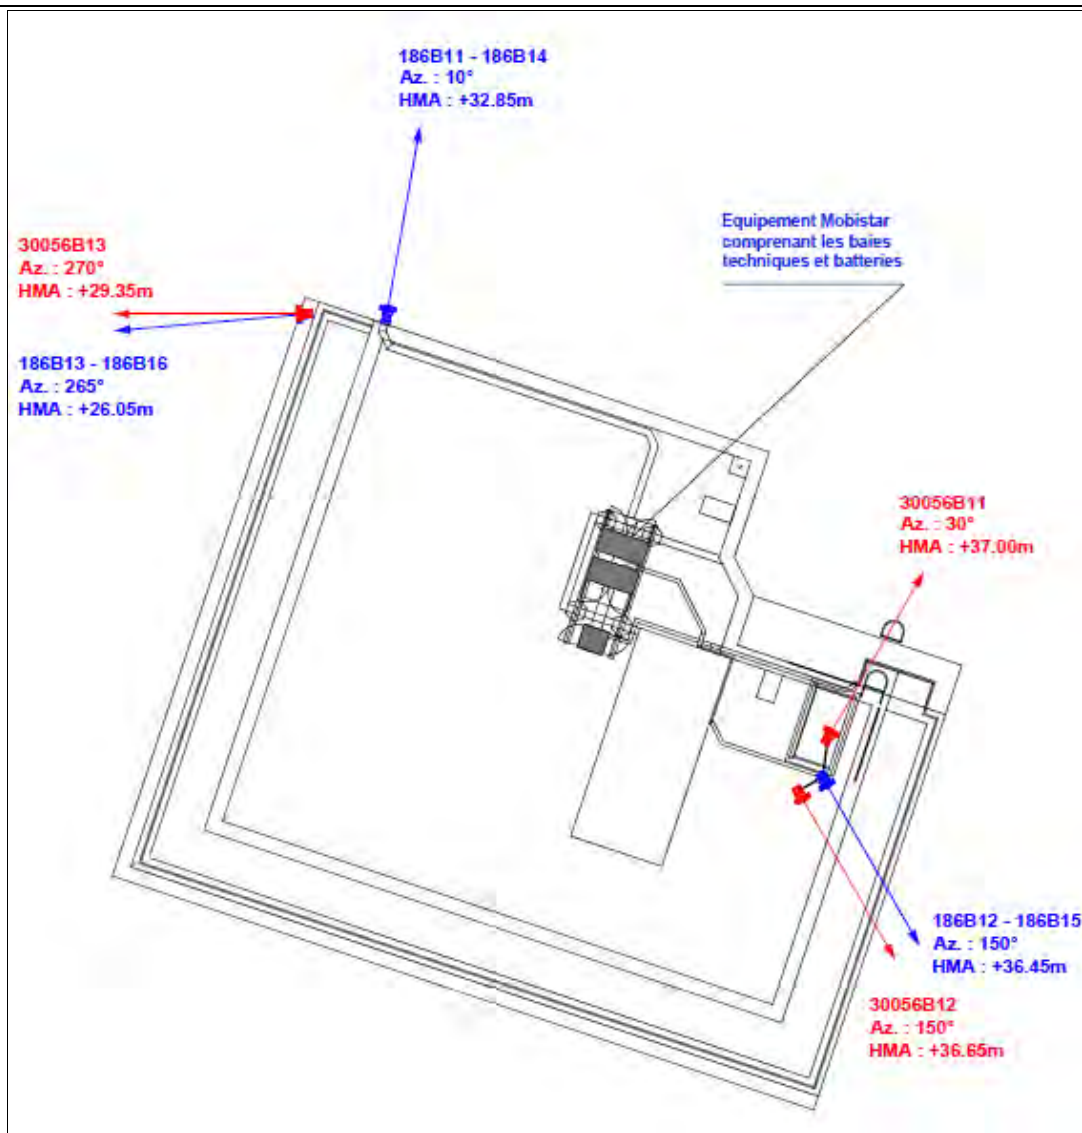 186B11 - 186B14
Az. : 10°
HMA : +32.85m
Equipement Mobistar
comprenant les baies
techniques et batteries
30056B13
Az. : 270°
HMA : +29.35m
186B13 - 186B16
Az. : 265°
HMA : +26.05m
30056B11
Az. : 30°
HMA : +37.00m
186B12 - 186B15
Az. : 150°
HMA : +36.45m
30056B12
Az. : 150°
HMA : +36.65m